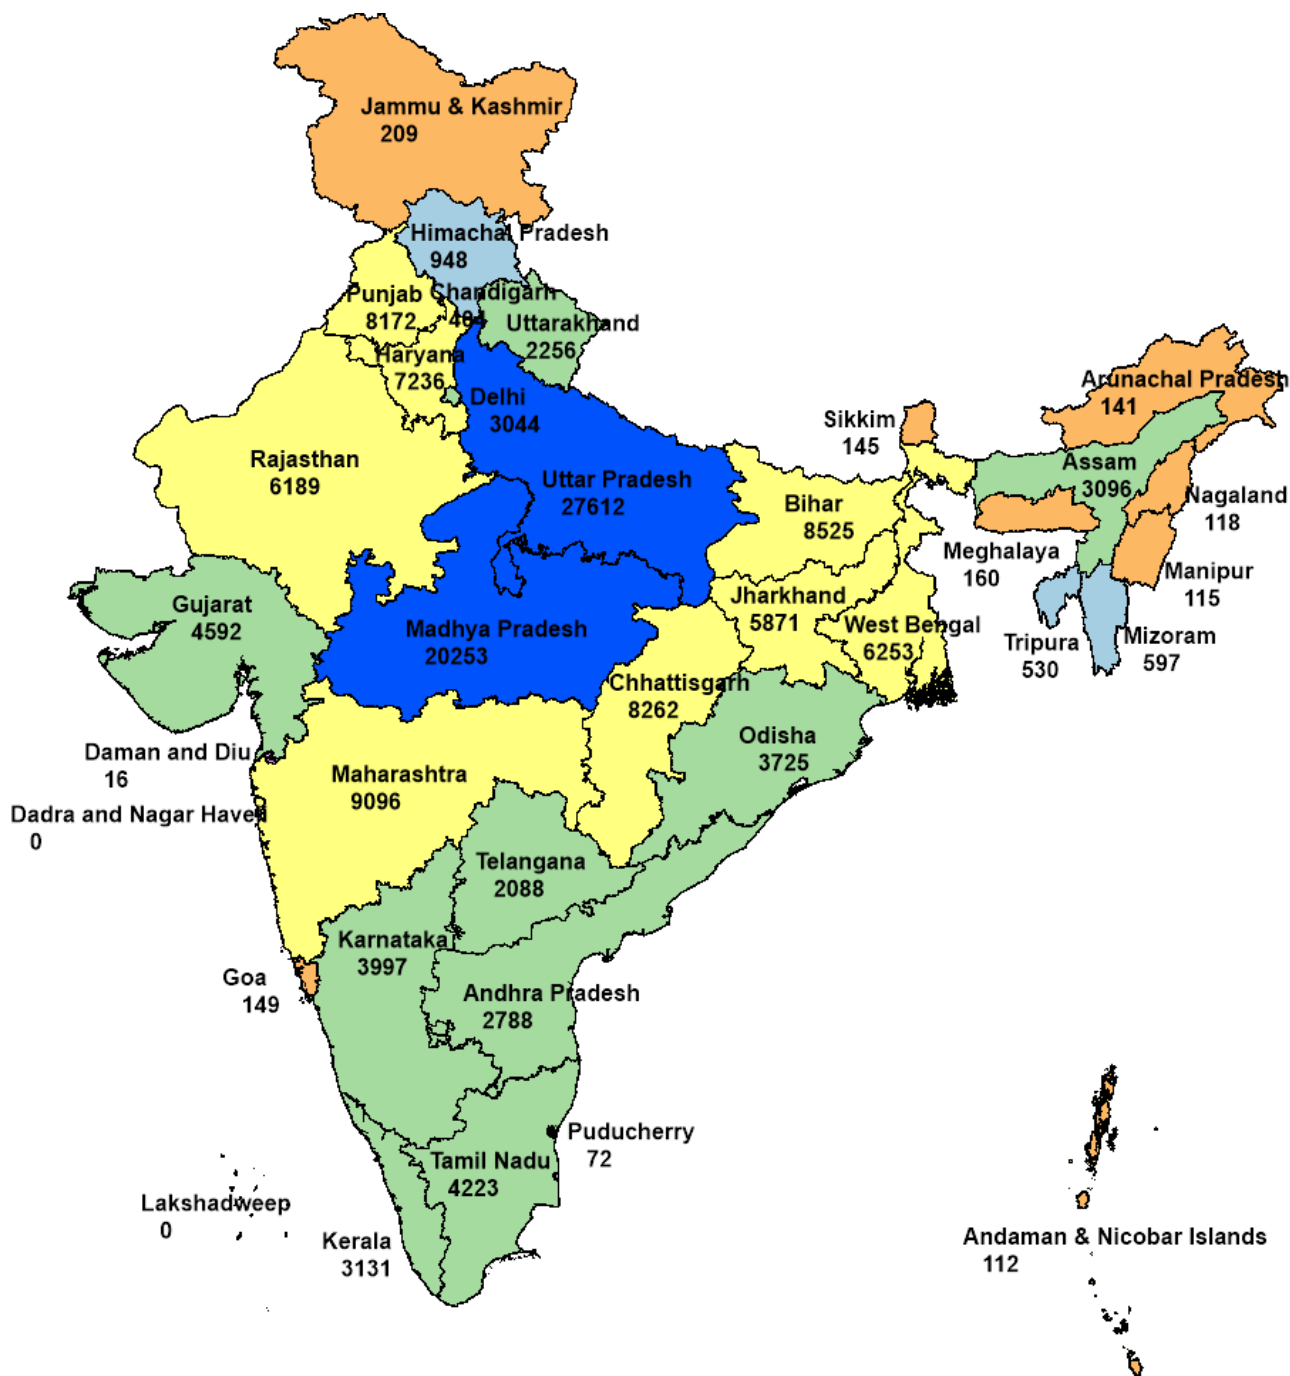 Jammu & Kashmir
209
Himachal Pradesh
948
Punjab
8172
Chandigarh
Uttarakhand
2256
Haryana
7236
Delhi
3044
Arunachal Pradesh
141
Sikkim
145
Rajasthan
6189
Uttar Pradesh
27612
Bihar
8525
Assam
3096
Nagaland
118
Meghalaya
160
Manipur
115
Gujarat
4592
Madhya Pradesh
20253
Jharkhand
5871
West Bengal
6253
Tripura
530
Mizoram
597
Chhattisgarh
8262
Odisha
3725
Daman and Diu
16
Maharashtra
9096
Dadra and Nagar Haveli
0
Telangana
2088
Karnataka
3997
Goa
149
Andhra Pradesh
2788
Puducherry
72
Tamil Nadu
4223
Lakshadweep
0
Kerala
3131
Andaman & Nicobar Islands
112